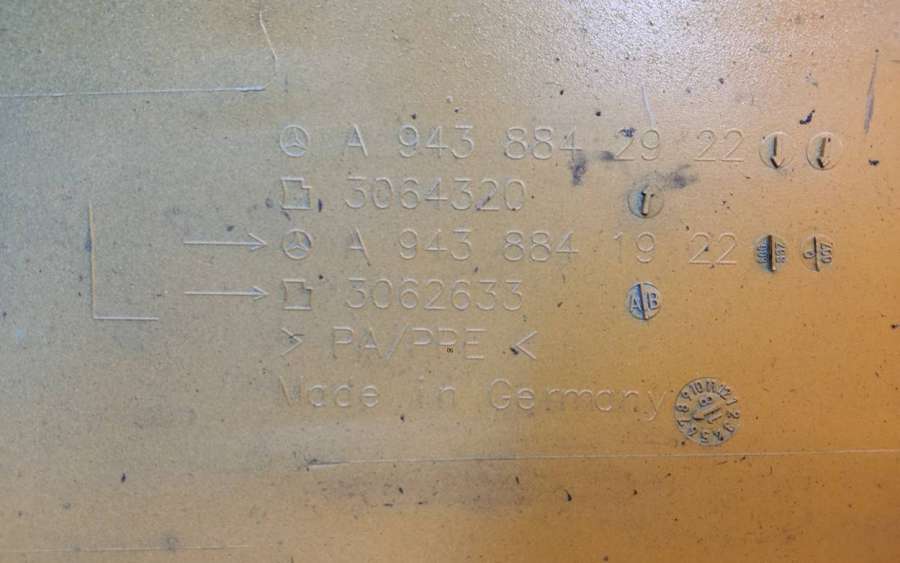 A 943 884 29 22
3064320
A 943 884 19 22
3062633 A B
> PA/PPE <
Made in Germany